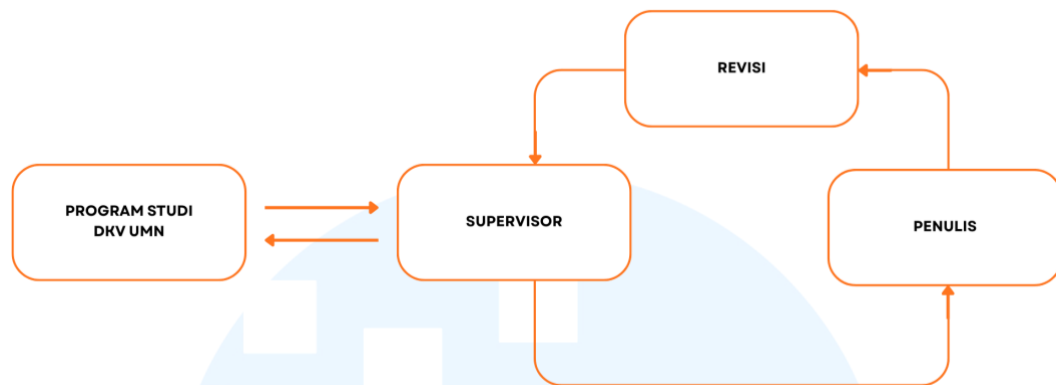 REVISI
PROGRAM STUDI
DKV UMN
SUPERVISOR
PENULIS